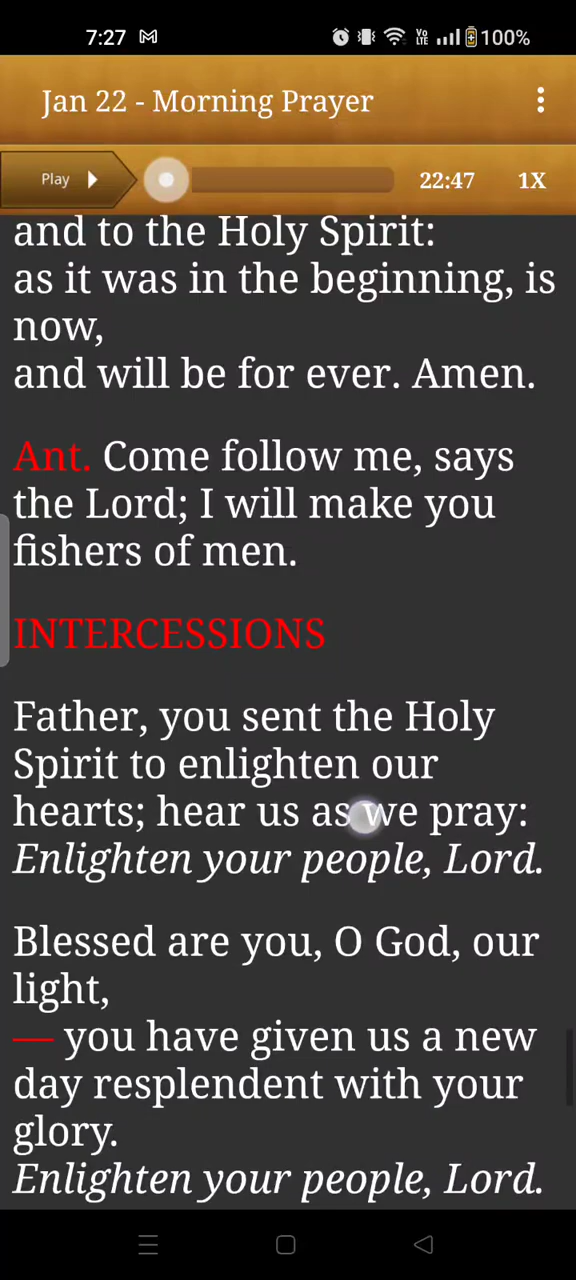 7:27
VO LTE 100%
Jan 22 - Morning Prayer
Play 22:47 1X
and to the Holy Spirit:
as it was in the beginning, is
now,
and will be for ever. Amen.
Ant. Come follow me, says
the Lord; I will make you
fishers of men.
INTERCESSIONS
Father, you sent the Holy
Spirit to enlighten our
hearts; hear us as we pray:
Enlighten your people, Lord.
Blessed are you, O God, our
light,
— you have given us a new
day resplendent with your
glory.
Enlighten your people, Lord.